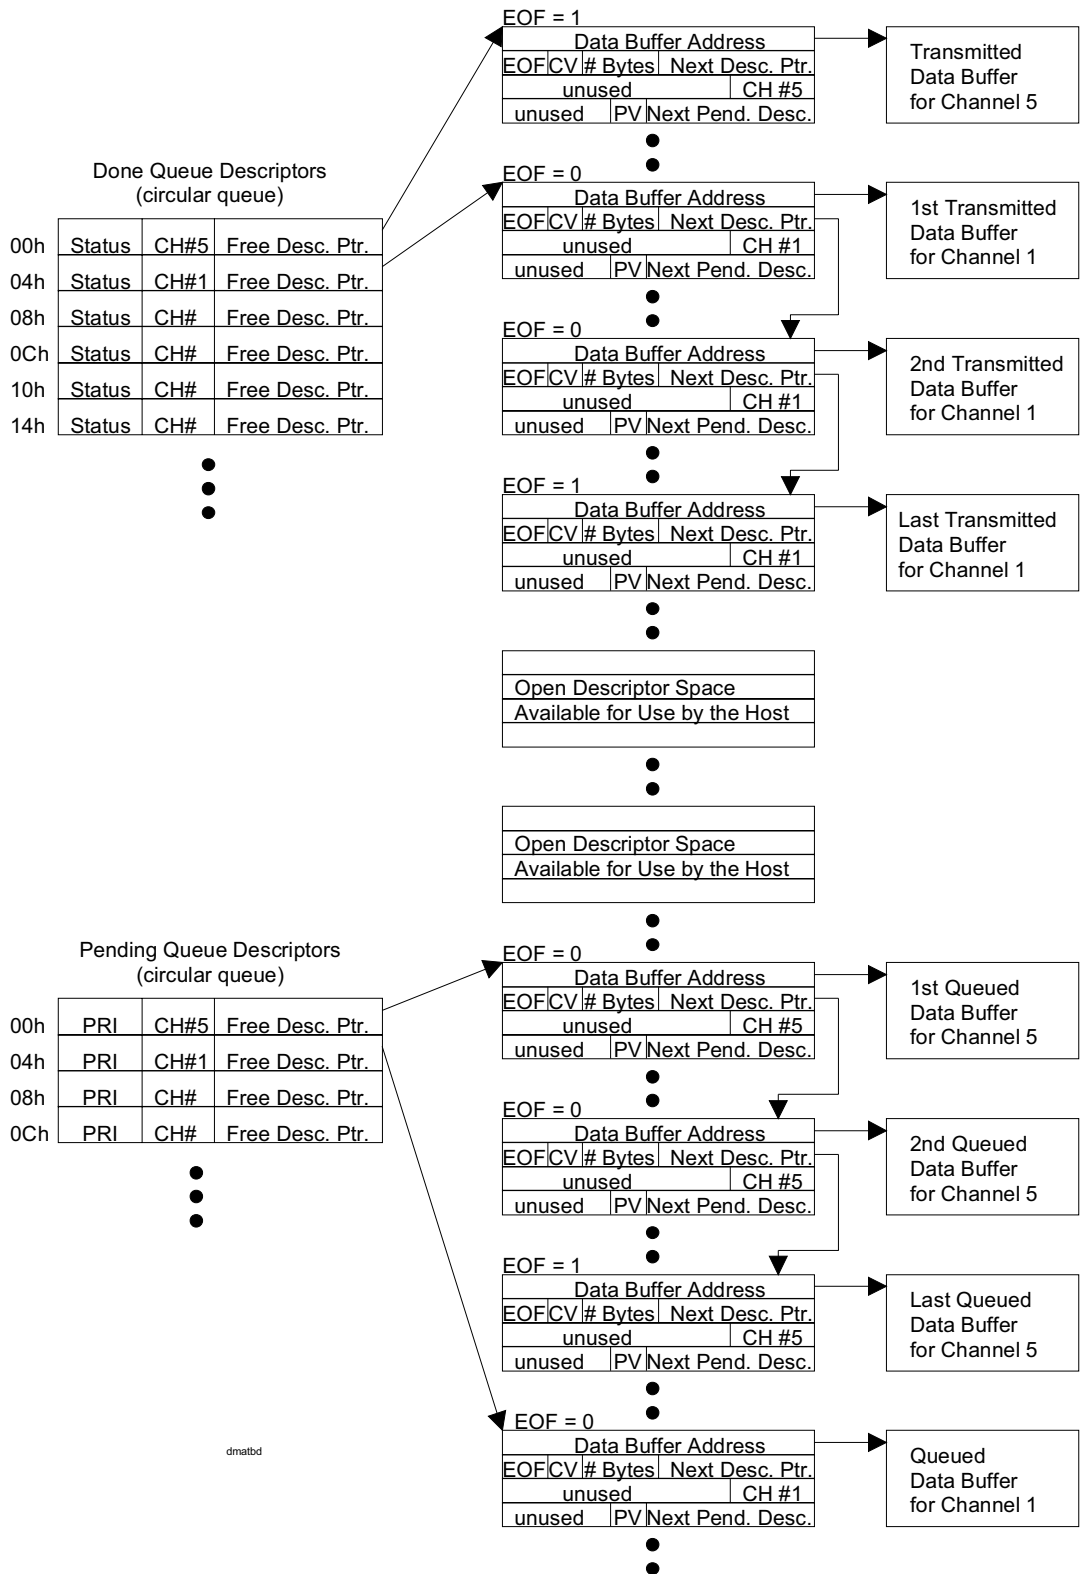 EOF = 1
Data Buffer Address
EOF CV # Bytes Next Desc. Ptr.
unused CH #5
unused PV Next Pend. Desc.
Transmitted
Data Buffer
for Channel 5
Done Queue Descriptors
(circular queue)
00h Status CH#5 Free Desc. Ptr.
04h Status CH#1 Free Desc. Ptr.
08h Status CH# Free Desc. Ptr.
0Ch Status CH# Free Desc. Ptr.
10h Status CH# Free Desc. Ptr.
14h Status CH# Free Desc. Ptr.
EOF = 0
Data Buffer Address
EOF CV # Bytes Next Desc. Ptr.
unused CH #1
unused PV Next Pend. Desc.
1st Transmitted
Data Buffer
for Channel 1
EOF = 0
Data Buffer Address
EOF CV # Bytes Next Desc. Ptr.
unused CH #1
unused PV Next Pend. Desc.
2nd Transmitted
Data Buffer
for Channel 1
EOF = 1
Data Buffer Address
EOF CV # Bytes Next Desc. Ptr.
unused CH #1
unused PV Next Pend. Desc.
Last Transmitted
Data Buffer
for Channel 1
Open Descriptor Space
Available for Use by the Host
Open Descriptor Space
Available for Use by the Host
Pending Queue Descriptors
(circular queue)
00h PRI CH#5 Free Desc. Ptr.
04h PRI CH#1 Free Desc. Ptr.
08h PRI CH# Free Desc. Ptr.
0Ch PRI CH# Free Desc. Ptr.
EOF = 0
Data Buffer Address
EOF CV # Bytes Next Desc. Ptr.
unused CH #5
unused PV Next Pend. Desc.
1st Queued
Data Buffer
for Channel 5
EOF = 0
Data Buffer Address
EOF CV # Bytes Next Desc. Ptr.
unused CH #5
unused PV Next Pend. Desc.
2nd Queued
Data Buffer
for Channel 5
EOF = 1
Data Buffer Address
EOF CV # Bytes Next Desc. Ptr.
unused CH #5
unused PV Next Pend. Desc.
Last Queued
Data Buffer
for Channel 5
EOF = 0
Data Buffer Address
EOF CV # Bytes Next Desc. Ptr.
unused CH #1
unused PV Next Pend. Desc.
Queued
Data Buffer
for Channel 1
dmatbd